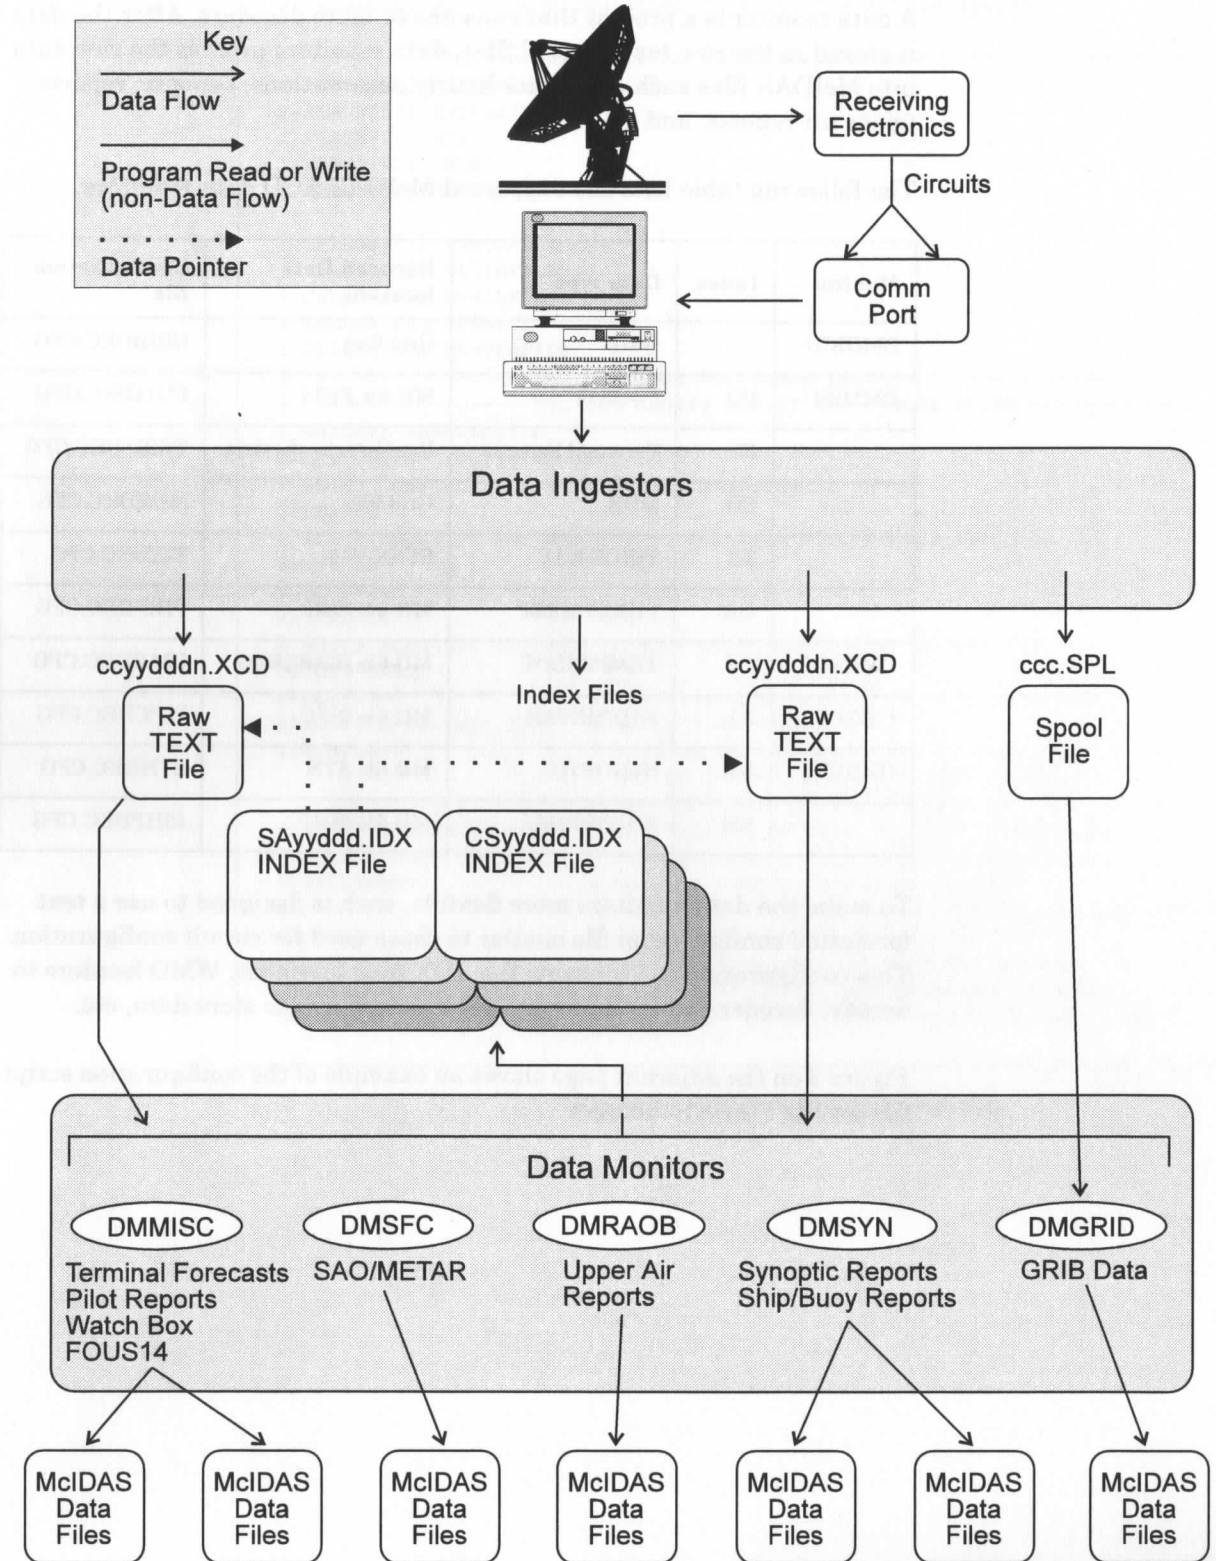 Key
Data Flow
Program Read or Write
(non-Data Flow)
Data Pointer
Receiving
Electronics
Circuits
Comm
Port
Data Ingestors
ccyydddn.XCD
Raw
TEXT
File
Index Files
ccyydddn.XCD
Raw
TEXT
File
ccc.SPL
Spool
File
SAyyddd.IDX
INDEX File
CSyyddd.IDX
INDEX File
Data Monitors
DMMISC
Terminal Forecasts
Pilot Reports
Watch Box
FOUS14
DMSFC
SAO/METAR
DMRAOB
Upper Air
Reports
DMSYN
Synoptic Reports
Ship/Buoy Reports
DMGRID
GRIB Data
McIDAS
Data
Files
McIDAS
Data
Files
McIDAS
Data
Files
McIDAS
Data
Files
McIDAS
Data
Files
McIDAS
Data
Files
McIDAS
Data
Files